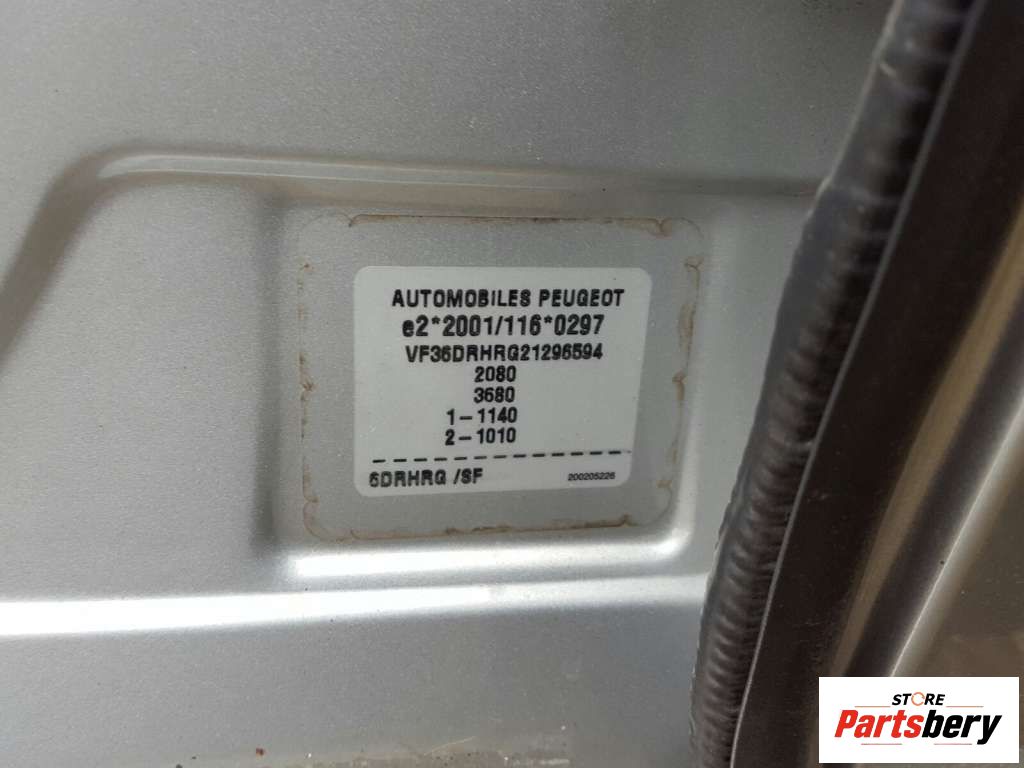 AUTOMOBILES PEUGEOT
e2*2001/116*0297
VF36DRHRG21296594
2080
3680
1-1140
2-1010
6DRHRG /SF
200205226
STORE
Partsbery